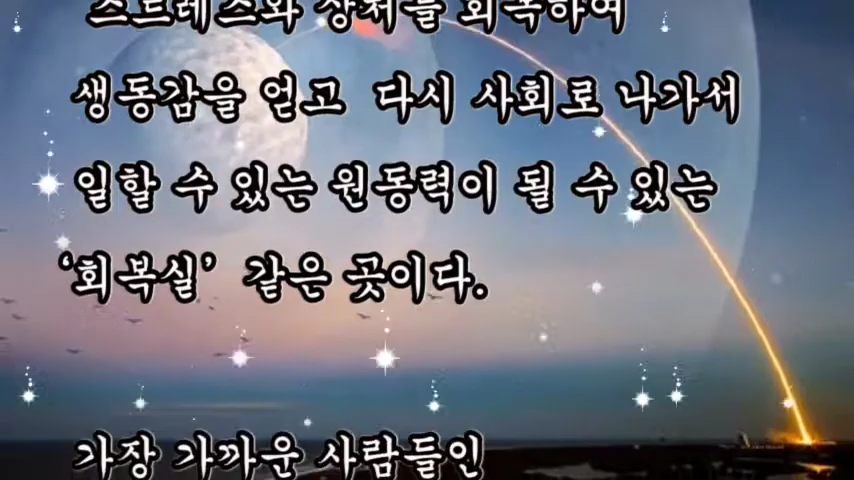 스트레스와 상처를 회복하여
생동감을 얻고 다시 사회로 나가서
일할 수 있는 원동력이 될 수 있는
‘회복실’ 같은 곳이다.
가장 가까운 사람들인